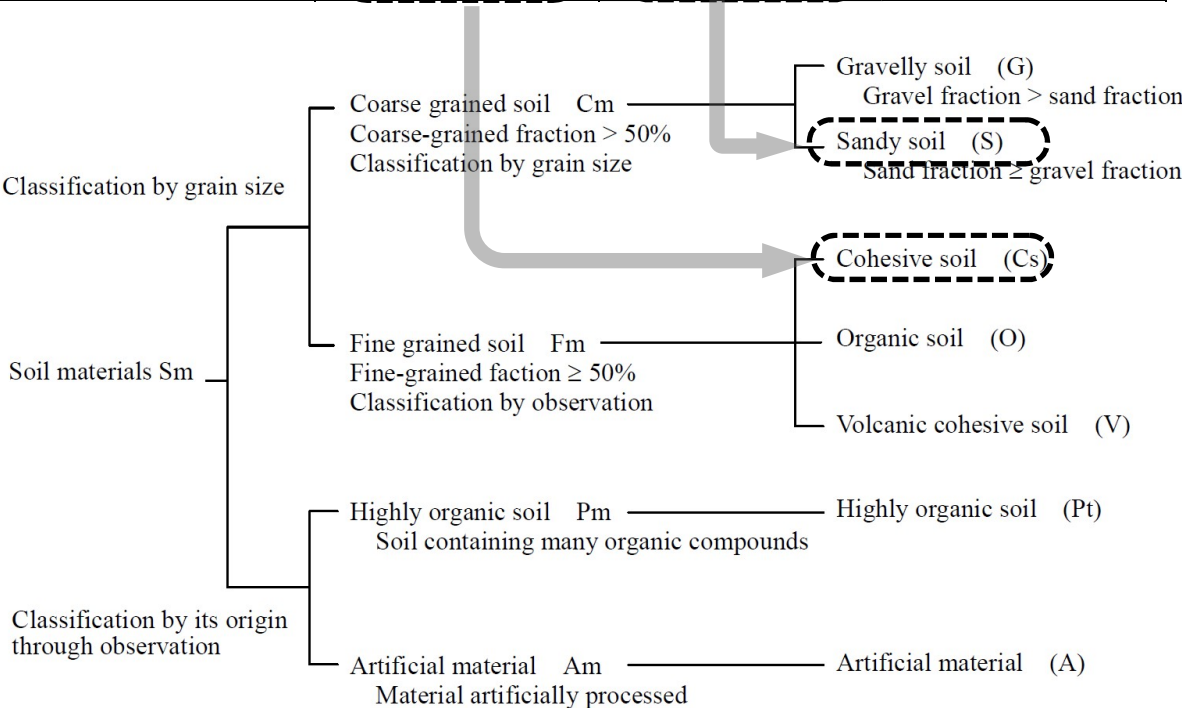 Gravelly soil (G)
Gravel fraction > sand fraction
Coarse grained soil Cm
Coarse-grained fraction > 50%
Classification by grain size
Sandy soil (S)
Sand fraction ≥ gravel fraction
Classification by grain size
Cohesive soil (Cs)
Fine grained soil Fm
Fine-grained faction ≥ 50%
Classification by observation
Organic soil (O)
Soil materials Sm
Volcanic cohesive soil (V)
Highly organic soil Pm
Soil containing many organic compounds
Highly organic soil (Pt)
Classification by its origin
through observation
Artificial material Am
Material artificially processed
Artificial material (A)